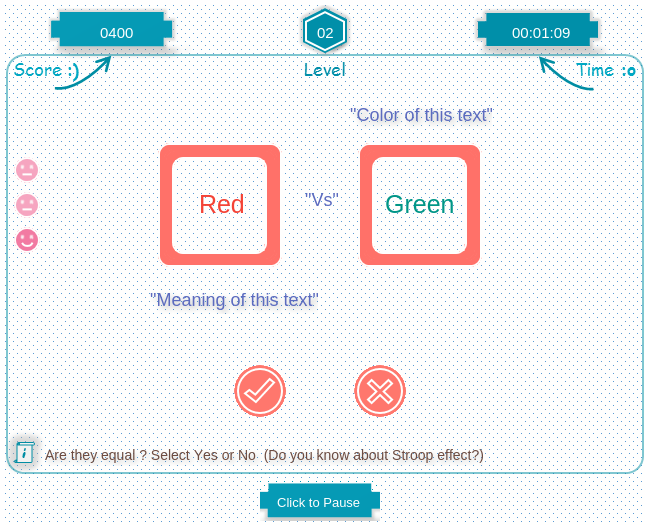 0400
02
00:01:09
Score :)
Level
Time :o
"Color of this text"
Red
"Vs"
Green
"Meaning of this text"
Are they equal ? Select Yes or No  (Do you know about Stroop effect?)
Click to Pause